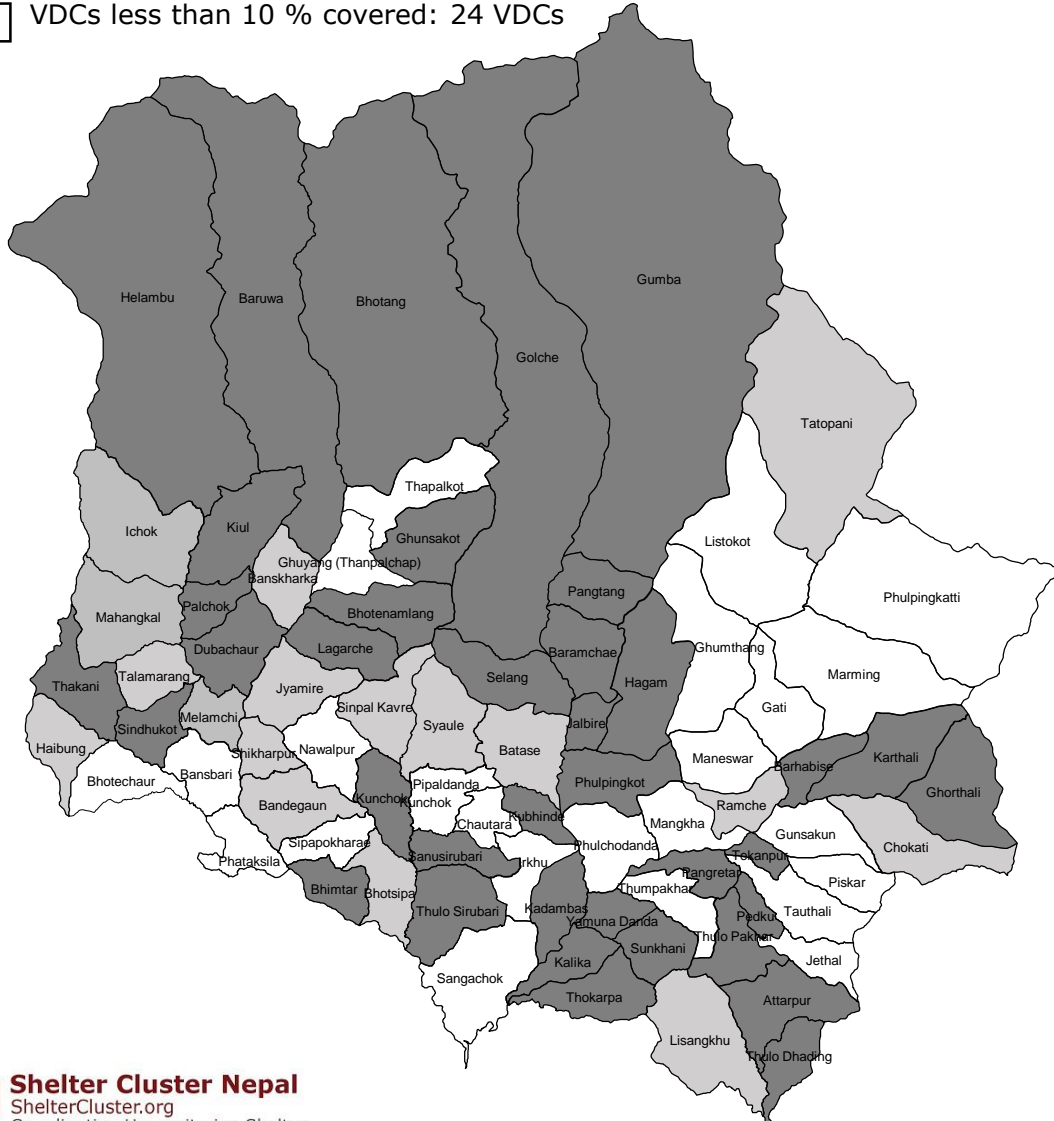 VDCs less than 10 % covered: 24 VDCs
Gumba
Helambu
Baruwa
Bhotang
Golche
Tatopani
Thapalkot
Ichok
Kiul
Ghunsakot
Listokot
Ghuyang (Thanpalchap)
Banskharka
Pangtang
Phulpingkatti
Palchok
Mahangkal
Bhotenamlang
Dubachaur
Lagarche
Baramchae
Ghumthang
Talamarang
Selang
Marming
Thakani
Jyamire
Hagam
Sinpal Kavre
Gati
Melamchi
Sindhukot
Syaule
Jalbire
Haibung
Shikharpur
Nawalpur
Batase
Maneswar
Karthali
Barhabise
Bansbari
Bhotechaur
Phulpingkot
Pipaldanda
Ghorthali
Kunchok
Kunchok
Bandegaun
Ramche
Kubhinde
Chautara
Mangkha
Gunsakun
Sipapokharae
Phulchodanda
Chokati
Sanusirubari
Tokanpur
Phataksila
Irkhu
Pangretar
Piskar
Bhimtar
Bhotsipa
Thumpakhar
Thulo Sirubari
Kadambas
Tauthali
Pedku
Yamuna Danda
Thulo Pakhar
Sunkhani
Jethal
Kalika
Sangachok
Thokarpa
Attarpur
Lisangkhu
Thulo Dhading
Shelter Cluster Nepal
ShelterCluster.org